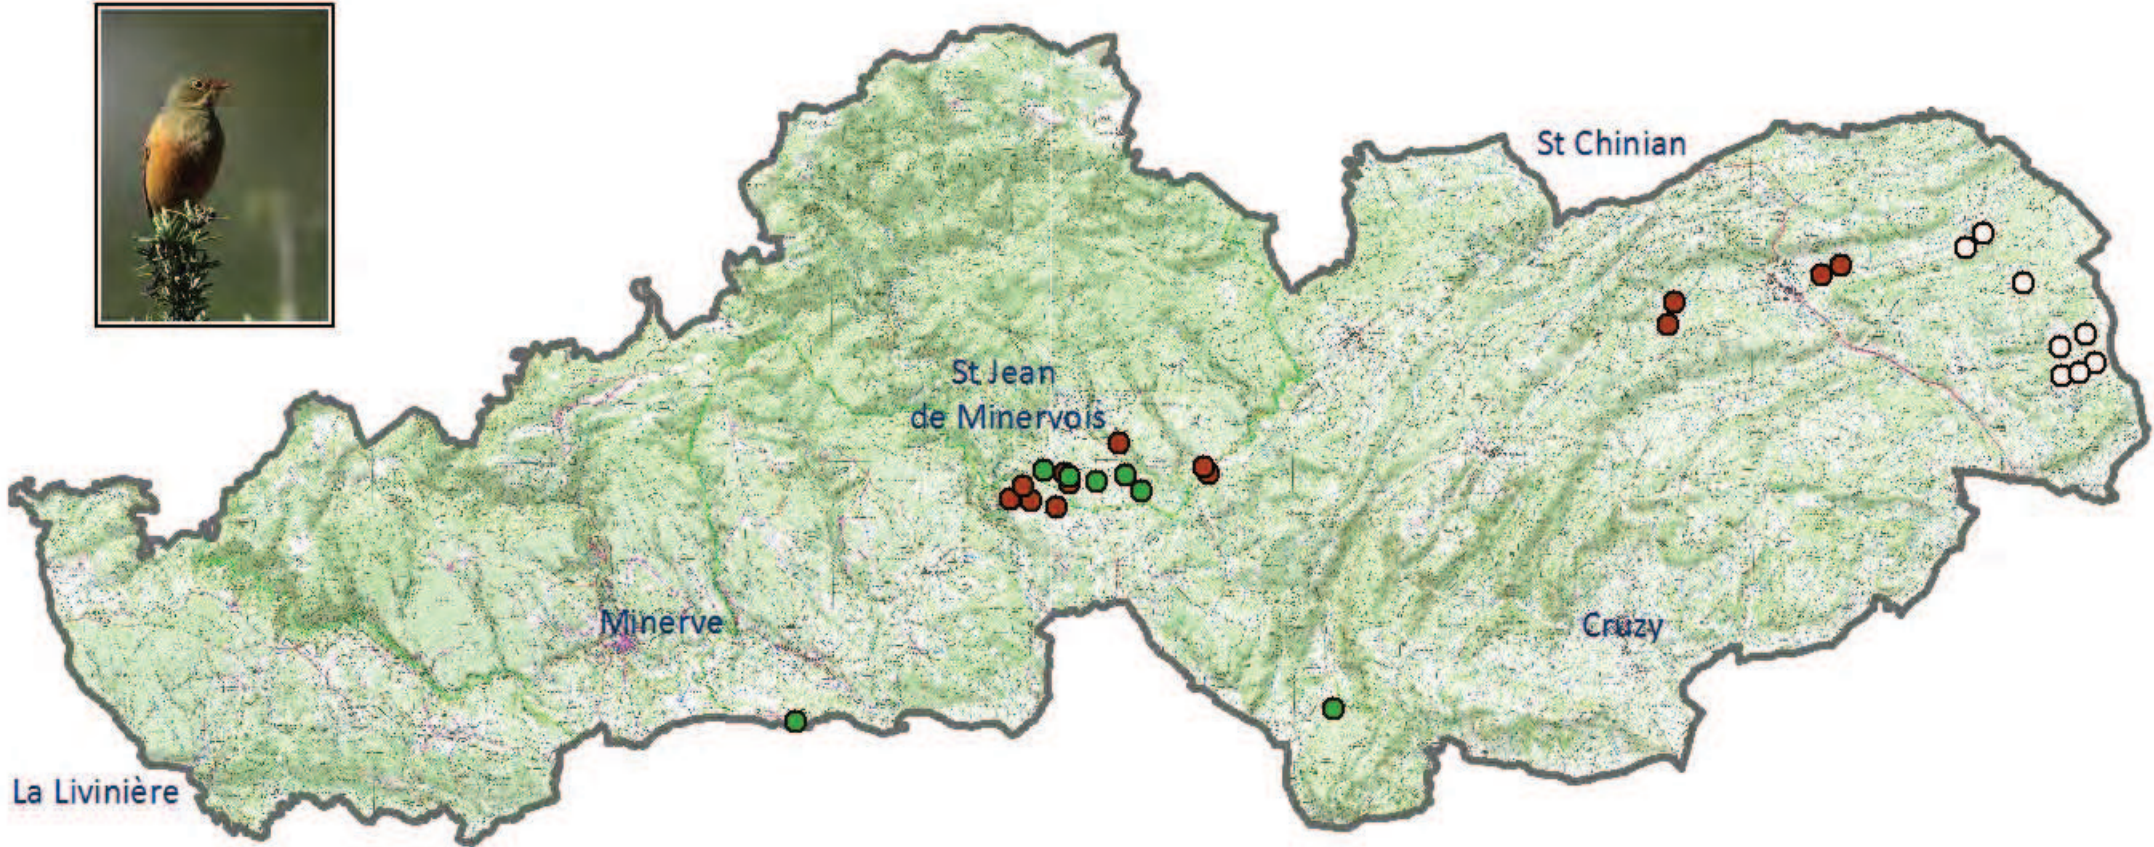 St Chinian
St Jean
de Minervois
Minerve
Cruzy
La Livinière